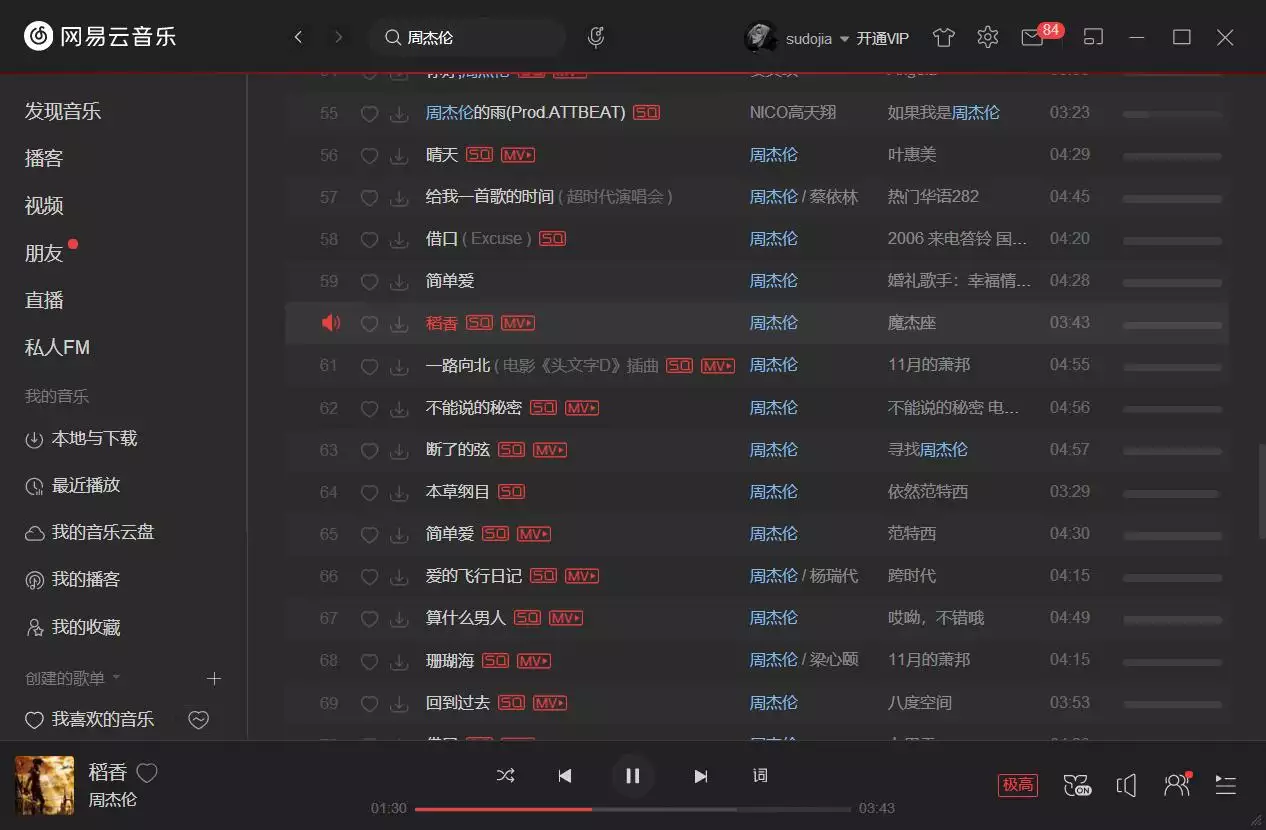 网易云音乐
周杰伦
sudojia
开通VIP
84
发现音乐
播客
视频
朋友
直播
私人FM
我的音乐
本地与下载
最近播放
我的音乐云盘
我的播客
我的收藏
创建的歌单
我喜欢的音乐
55 周杰伦的雨(Prod.ATTBEAT) SQ NICO高天翔 如果我是周杰伦 03:23
56 晴天 SQ MV 周杰伦 叶惠美 04:29
57 给我一首歌的时间 ( 超时代演唱会 ) 周杰伦 / 蔡依林 热门华语282 04:45
58 借口 ( Excuse ) SQ 周杰伦 2006 来电答铃 国... 04:20
59 简单爱 周杰伦 婚礼歌手：幸福情... 04:28
稻香 SQ MV 周杰伦 魔杰座 03:43
61 一路向北 ( 电影《头文字D》插曲 SQ MV 周杰伦 11月的萧邦 04:55
62 不能说的秘密 SQ MV 周杰伦 不能说的秘密 电... 04:56
63 断了的弦 SQ MV 周杰伦 寻找周杰伦 04:57
64 本草纲目 SQ 周杰伦 依然范特西 03:29
65 简单爱 SQ MV 周杰伦 范特西 04:30
66 爱的飞行日记 SQ MV 周杰伦 / 杨瑞代 跨时代 04:15
67 算什么男人 SQ MV 周杰伦 哎呦，不错哦 04:49
68 珊瑚海 SQ MV 周杰伦 / 梁心颐 11月的萧邦 04:15
69 回到过去 SQ MV 周杰伦 八度空间 03:53
稻香
周杰伦
词
01:30
03:43
极高
ON